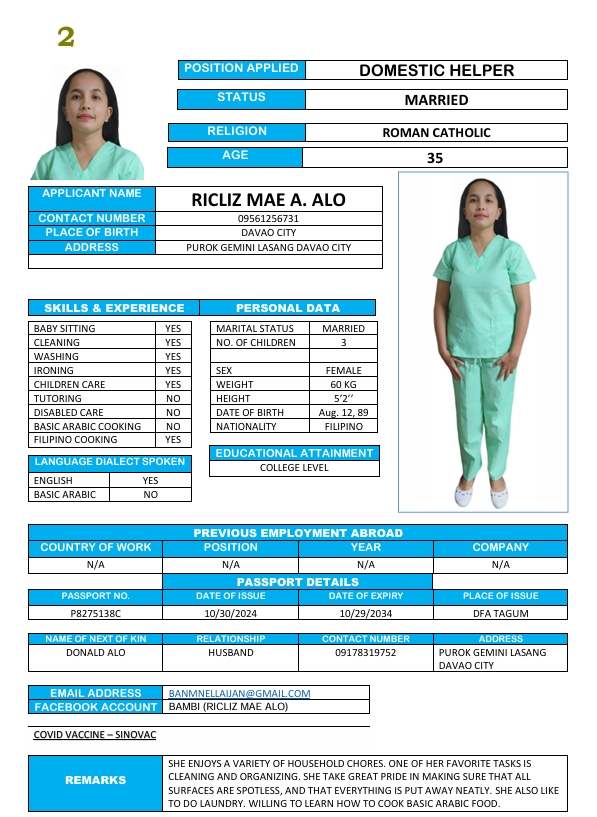 2
POSITION APPLIED DOMESTIC HELPER
STATUS MARRIED
RELIGION ROMAN CATHOLIC
AGE 35
APPLICANT NAME RICLIZ MAE A. ALO
CONTACT NUMBER 09561256731
PLACE OF BIRTH DAVAO CITY
ADDRESS PUROK GEMINI LASANG DAVAO CITY
SKILLS & EXPERIENCE PERSONAL DATA
BABY SITTING YES MARITAL STATUS MARRIED
CLEANING YES NO. OF CHILDREN 3
WASHING YES
IRONING YES SEX FEMALE
CHILDREN CARE YES WEIGHT 60 KG
TUTORING NO HEIGHT 5’2’’
DISABLED CARE NO DATE OF BIRTH Aug. 12, 89
BASIC ARABIC COOKING NO NATIONALITY FILIPINO
FILIPINO COOKING YES
EDUCATIONAL ATTAINMENT
COLLEGE LEVEL
LANGUAGE DIALECT SPOKEN
ENGLISH YES
BASIC ARABIC NO
PREVIOUS EMPLOYMENT ABROAD
COUNTRY OF WORK POSITION YEAR COMPANY
N/A N/A N/A N/A
PASSPORT DETAILS
PASSPORT NO. DATE OF ISSUE DATE OF EXPIRY PLACE OF ISSUE
P8275138C 10/30/2024 10/29/2034 DFA TAGUM
NAME OF NEXT OF KIN RELATIONSHIP CONTACT NUMBER ADDRESS
DONALD ALO HUSBAND 09178319752 PUROK GEMINI LASANG
DAVAO CITY
EMAIL ADDRESS BANMNELLAIJAN@GMAIL.COM
FACEBOOK ACCOUNT BAMBI (RICLIZ MAE ALO)
COVID VACCINE – SINOVAC
REMARKS
SHE ENJOYS A VARIETY OF HOUSEHOLD CHORES. ONE OF HER FAVORITE TASKS IS
CLEANING AND ORGANIZING. SHE TAKE GREAT PRIDE IN MAKING SURE THAT ALL
SURFACES ARE SPOTLESS, AND THAT EVERYTHING IS PUT AWAY NEATLY. SHE ALSO LIKE
TO DO LAUNDRY. WILLING TO LEARN HOW TO COOK BASIC ARABIC FOOD.